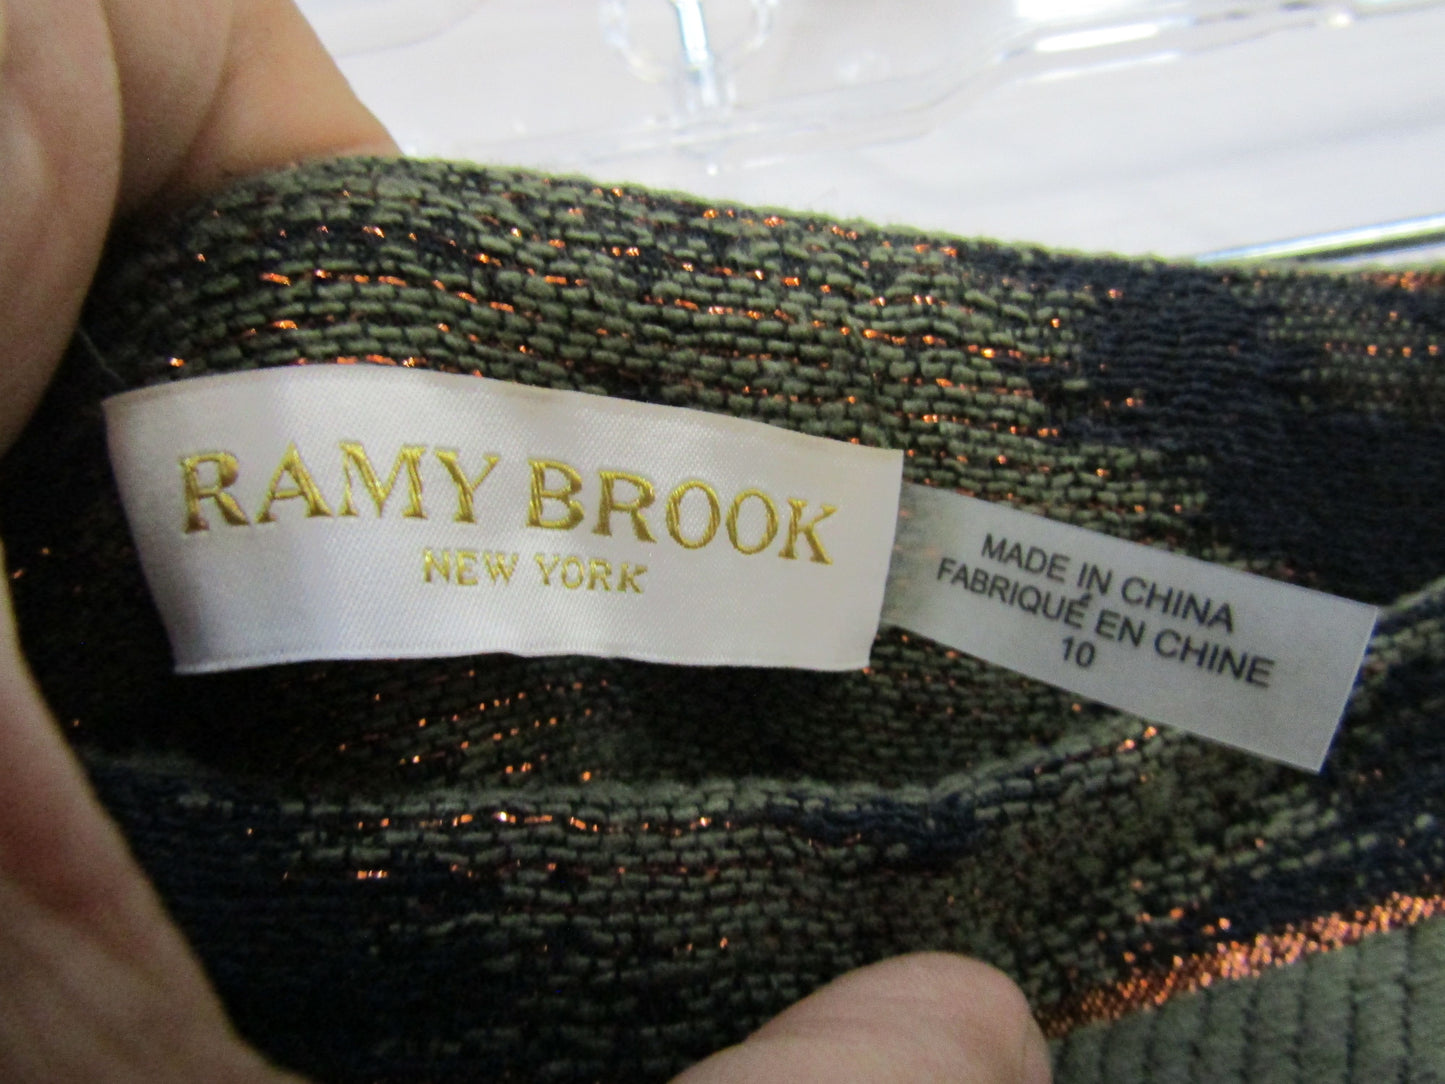 RAMY BROOK
NEW YORK
MADE IN CHINA
FABRIQUÉ EN CHINE
10